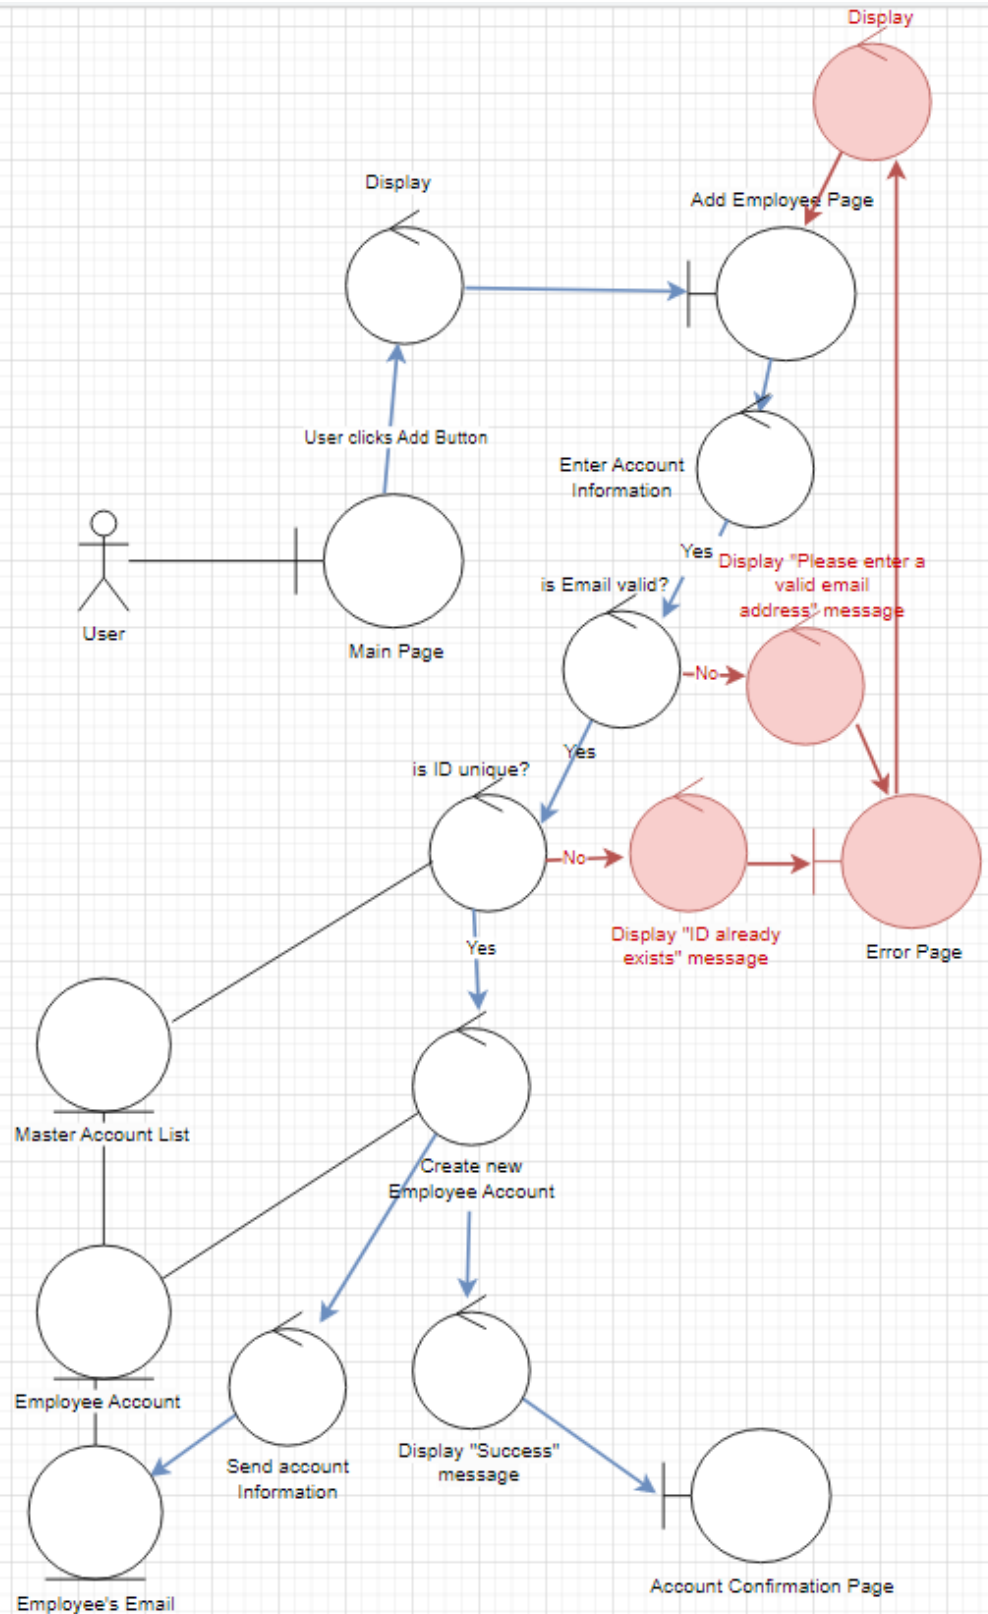 Display
Display
Add Employee Page
User clicks Add Button
Enter Account
Information
Yes
Display "Please enter a
valid email
address" message
is Email valid?
User
Main Page
No
Yes
is ID unique?
No
Display "ID already
exists" message
Error Page
Yes
Master Account List
Create new
Employee Account
Employee Account
Display "Success"
message
Send account
Information
Account Confirmation Page
Employee's Email